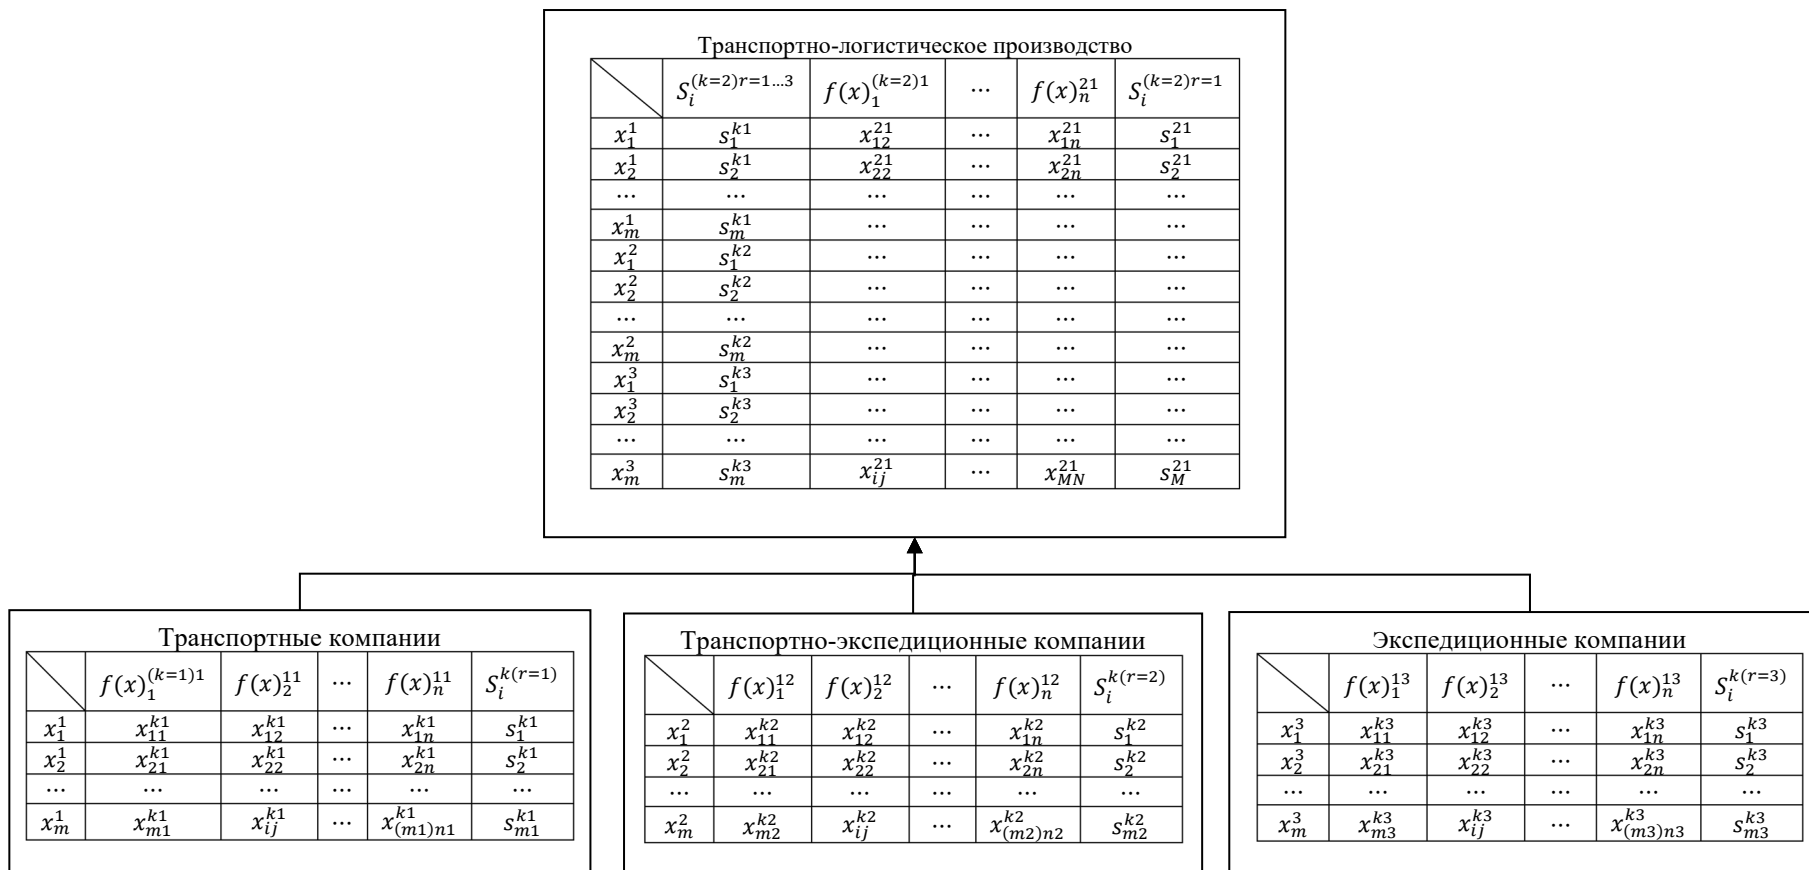 Транспортно-логистическое производство
$S_i^{(k=2)r=1…3}$ $f(x)_1^{(k=2)1}$ ⋯ $f(x)_n^{21}$ $S_i^{(k=2)r=1}$
$x_1^1$ $s_1^{k1}$ $x_{12}^{21}$ ⋯ $x_{1n}^{21}$ $s_1^{21}$
$x_2^1$ $s_2^{k1}$ $x_{22}^{21}$ ⋯ $x_{2n}^{21}$ $s_2^{21}$
⋯ ⋯ ⋯ ⋯ ⋯ ⋯
$x_m^1$ $s_m^{k1}$ ⋯ ⋯ ⋯ ⋯
$x_1^2$ $s_1^{k2}$ ⋯ ⋯ ⋯ ⋯
$x_2^2$ $s_2^{k2}$ ⋯ ⋯ ⋯ ⋯
⋯ ⋯ ⋯ ⋯ ⋯ ⋯
$x_m^2$ $s_m^{k2}$ ⋯ ⋯ ⋯ ⋯
$x_1^3$ $s_1^{k3}$ ⋯ ⋯ ⋯ ⋯
$x_2^3$ $s_2^{k3}$ ⋯ ⋯ ⋯ ⋯
⋯ ⋯ ⋯ ⋯ ⋯ ⋯
$x_m^3$ $s_m^{k3}$ $x_{ij}^{21}$ ⋯ $x_{MN}^{21}$ $s_M^{21}$
Транспортные компании
$f(x)_1^{(k=1)1}$ $f(x)_2^{11}$ ⋯ $f(x)_n^{11}$ $S_i^{k(r=1)}$
$x_1^1$ $x_{11}^{k1}$ $x_{12}^{k1}$ ⋯ $x_{1n}^{k1}$ $s_1^{k1}$
$x_2^1$ $x_{21}^{k1}$ $x_{22}^{k1}$ ⋯ $x_{2n}^{k1}$ $s_2^{k1}$
⋯ ⋯ ⋯ ⋯ ⋯ ⋯
$x_m^1$ $x_{m1}^{k1}$ $x_{ij}^{k1}$ ⋯ $x_{(m1)n1}^{k1}$ $s_{m1}^{k1}$
Транспортно-экспедиционные компании
$f(x)_1^{12}$ $f(x)_2^{12}$ ⋯ $f(x)_n^{12}$ $S_i^{k(r=2)}$
$x_1^2$ $x_{11}^{k2}$ $x_{12}^{k2}$ ⋯ $x_{1n}^{k2}$ $s_1^{k2}$
$x_2^2$ $x_{21}^{k2}$ $x_{22}^{k2}$ ⋯ $x_{2n}^{k2}$ $s_2^{k2}$
⋯ ⋯ ⋯ ⋯ ⋯ ⋯
$x_m^2$ $x_{m2}^{k2}$ $x_{ij}^{k2}$ ⋯ $x_{(m2)n2}^{k2}$ $s_{m2}^{k2}$
Экспедиционные компании
$f(x)_1^{13}$ $f(x)_2^{13}$ ⋯ $f(x)_n^{13}$ $S_i^{k(r=3)}$
$x_1^3$ $x_{11}^{k3}$ $x_{12}^{k3}$ ⋯ $x_{1n}^{k3}$ $s_1^{k3}$
$x_2^3$ $x_{21}^{k3}$ $x_{22}^{k3}$ ⋯ $x_{2n}^{k3}$ $s_2^{k3}$
⋯ ⋯ ⋯ ⋯ ⋯ ⋯
$x_m^3$ $x_{m3}^{k3}$ $x_{ij}^{k3}$ ⋯ $x_{(m3)n3}^{k3}$ $s_{m3}^{k3}$